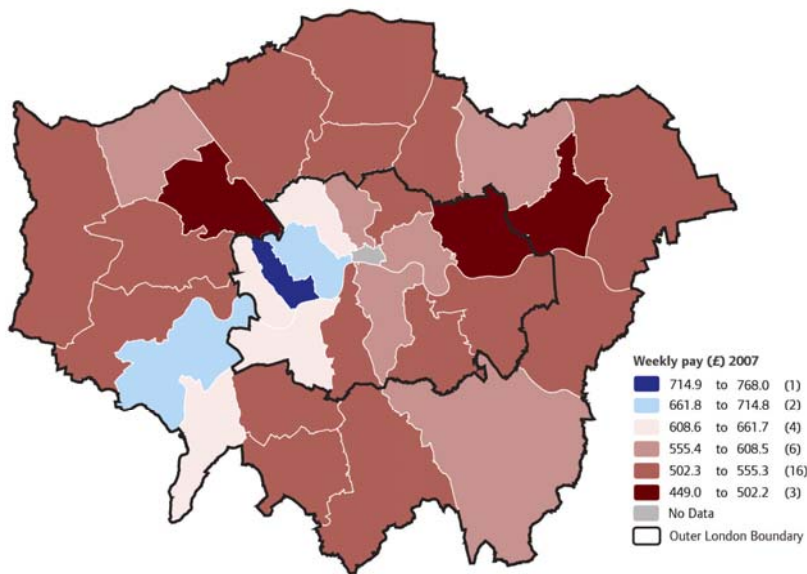 Weekly pay (£) 2007
714.9 to 768.0 (1)
661.8 to 714.8 (2)
608.6 to 661.7 (4)
555.4 to 608.5 (6)
502.3 to 555.3 (16)
449.0 to 502.2 (3)
No Data
Outer London Boundary